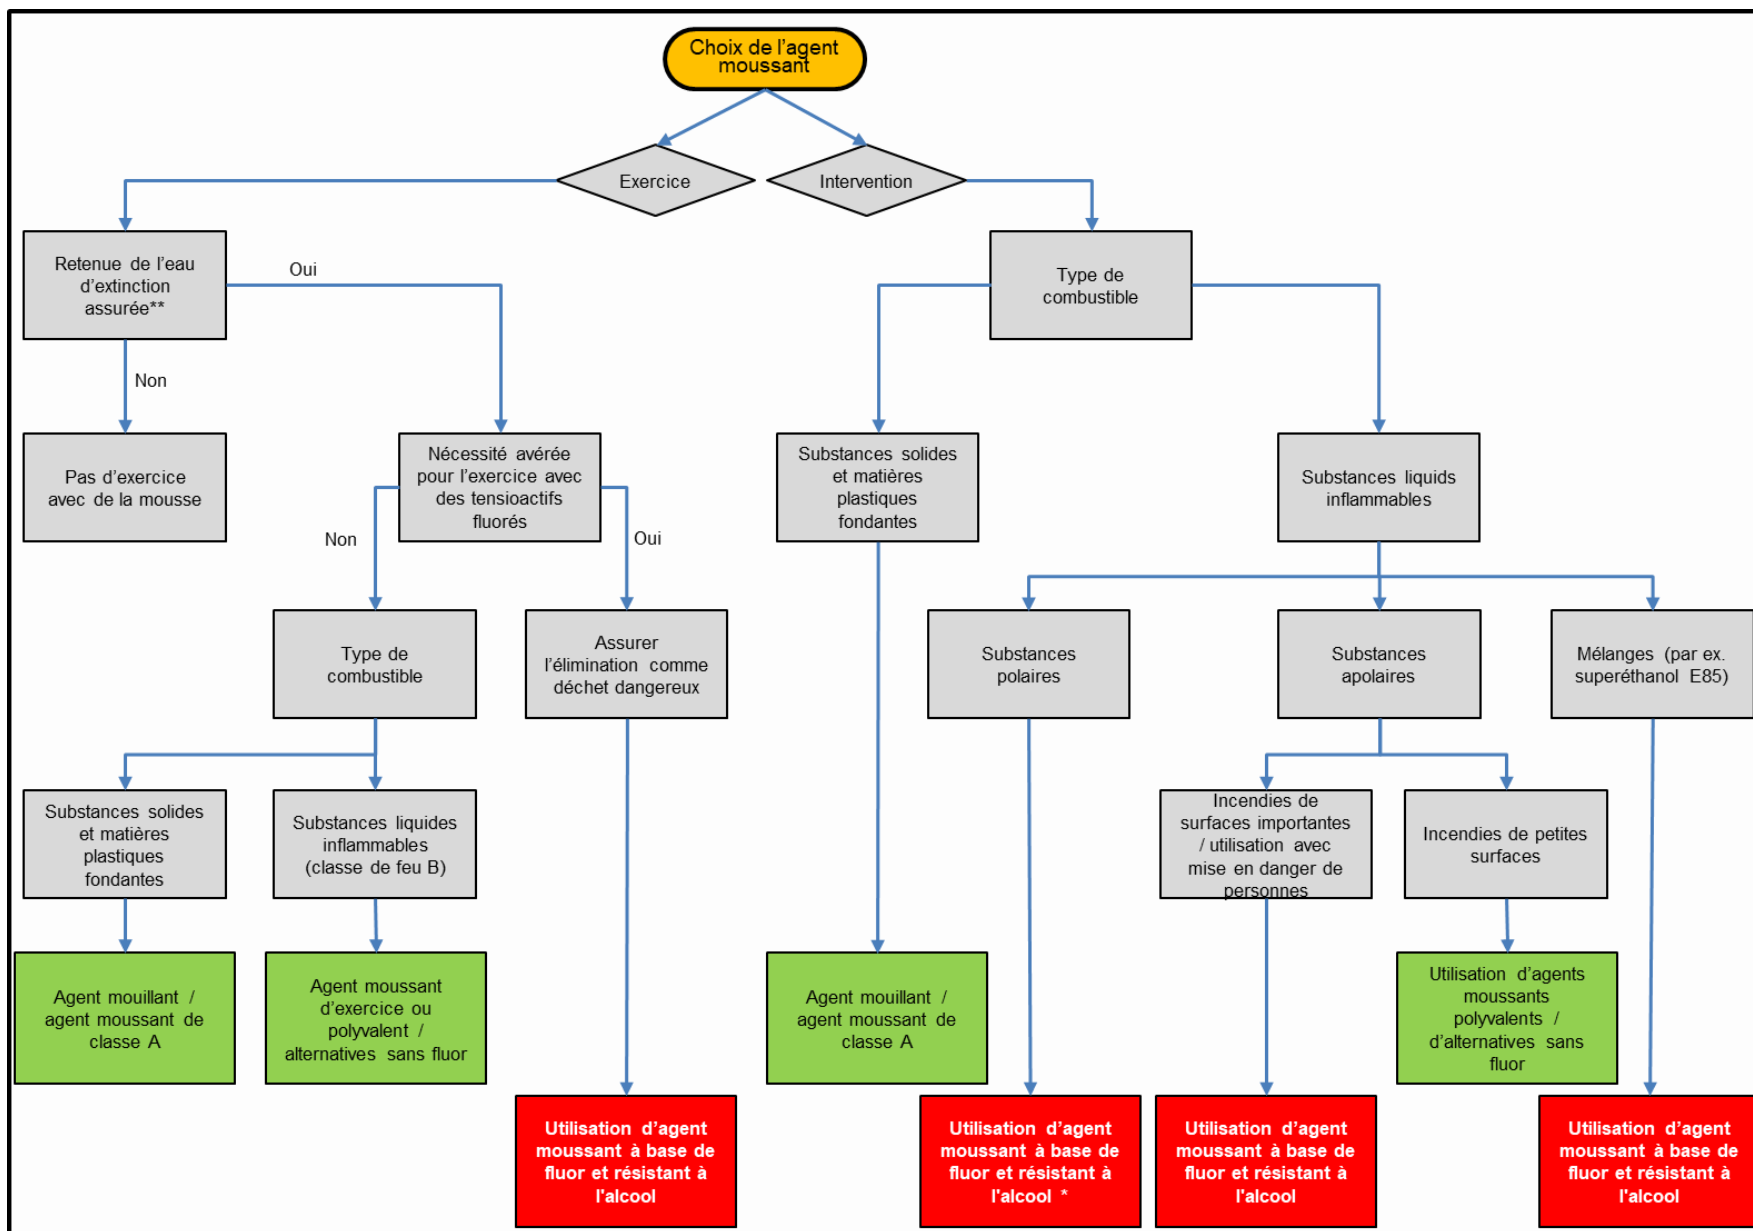 Choix de l’agent
moussant
Exercice
Intervention
Retenue de l’eau
d’extinction
assurée**
Oui
Type de
combustible
Non
Pas d’exercice
avec de la mousse
Nécessité avérée
pour l’exercice avec
des tensioactifs
fluorés
Substances solides
et matières
plastiques
fondantes
Substances liquids
inflammables
Non
Oui
Type de
combustible
Assurer
l’élimination comme
déchet dangereux
Substances
polaires
Substances
apolaires
Mélanges (par ex.
superéthanol E85)
Substances solides
et matières
plastiques
fondantes
Substances liquides
inflammables
(classe de feu B)
Incendies de
surfaces importantes
/ utilisation avec
mise en danger de
personnes
Incendies de petites
surfaces
Agent mouillant /
agent moussant de
classe A
Agent moussant
d’exercice ou
polyvalent /
alternatives sans fluor
Agent mouillant /
agent moussant de
classe A
Utilisation d’agents
moussants
polyvalents /
d’alternatives sans
fluor
Utilisation d’agent
moussant à base de
fluor et résistant à
l'alcool
Utilisation d’agent
moussant à base de
fluor et résistant à
l'alcool *
Utilisation d’agent
moussant à base de
fluor et résistant à
l'alcool
Utilisation d’agent
moussant à base de
fluor et résistant à
l'alcool